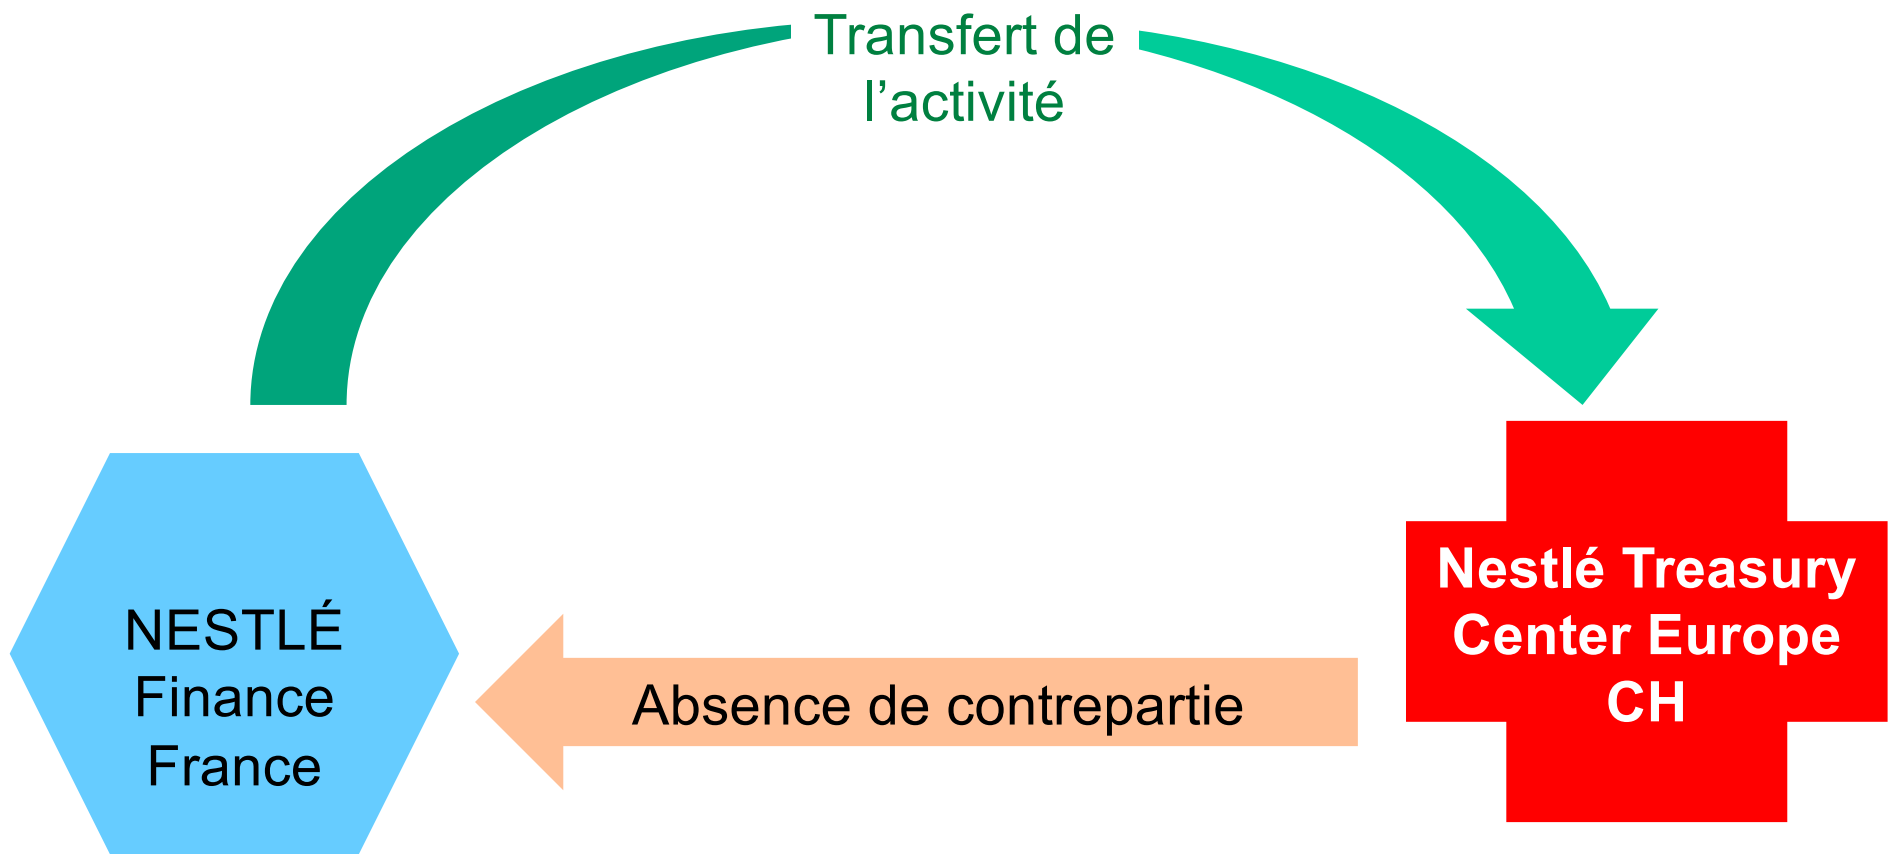 Transfert de
l’activité
NESTLÉ
Finance
France
Absence de contrepartie
Nestlé Treasury
Center Europe
CH